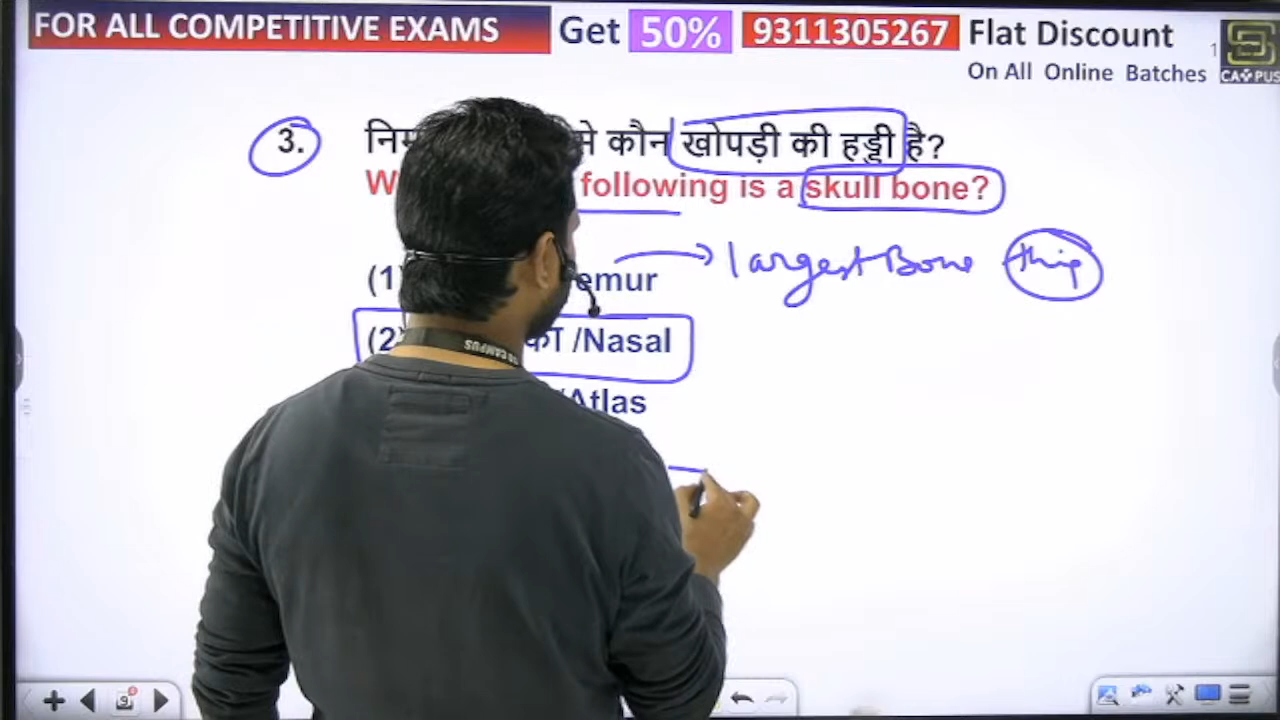 FOR ALL COMPETITIVE EXAMS Get 50% 9311305267 Flat Discount
On All Online Batches
CAMPUS
3. कौन खोपड़ी की हड्डी है?
following is a skull bone?
(1) emur largest Bone
(2) /Nasal
/Atlas